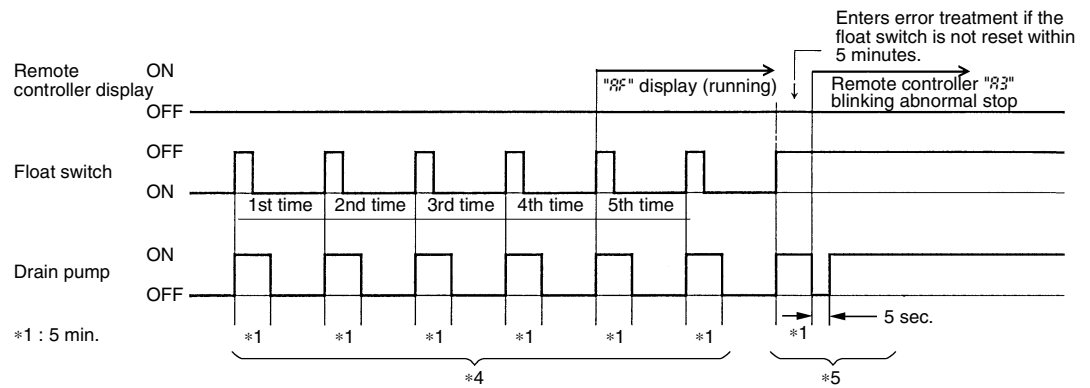 Enters error treatment if the
float switch is not reset within
5 minutes.
Remote
controller display
ON
OFF
"AF" display (running)
Remote controller "A3"
blinking abnormal stop
Float switch
OFF
ON
1st time
2nd time
3rd time
4th time
5th time
Drain pump
ON
OFF
5 sec.
*1 : 5 min.
*1
*1
*1
*1
*1
*1
*1
*4
*5